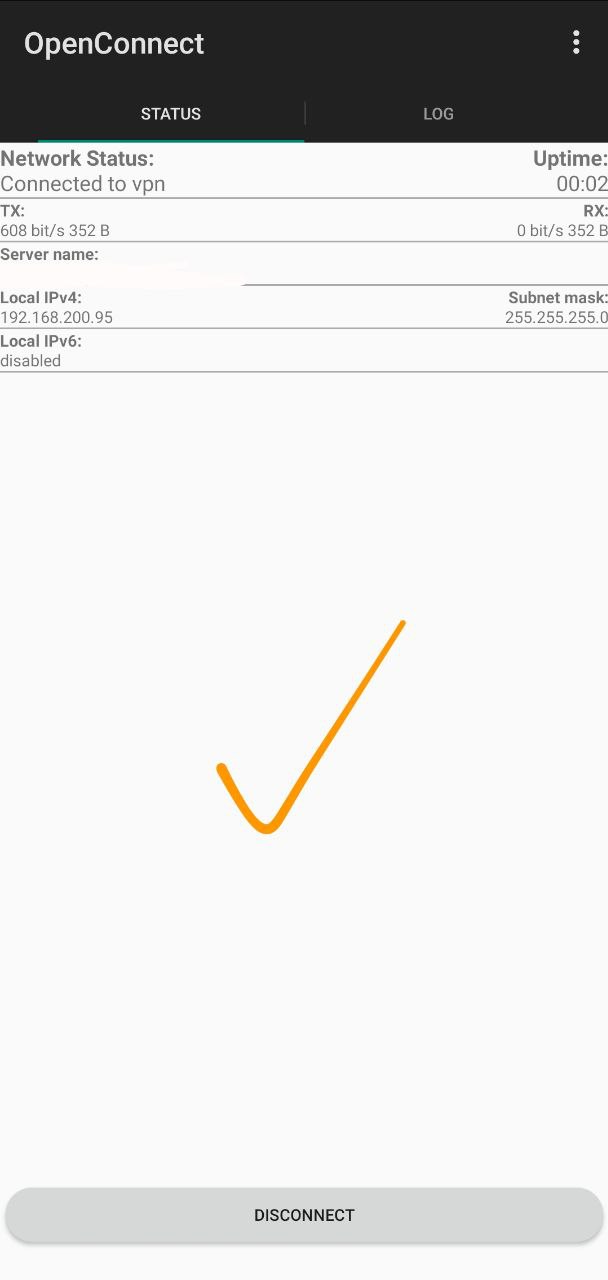 OpenConnect
STATUS
LOG
Network Status:
Uptime:
Connected to vpn
00:02
TX:
RX:
608 bit/s 352 B
0 bit/s 352 B
Server name:
Local IPv4:
Subnet mask:
192.168.200.95
255.255.255.0
Local IPv6:
disabled
DISCONNECT